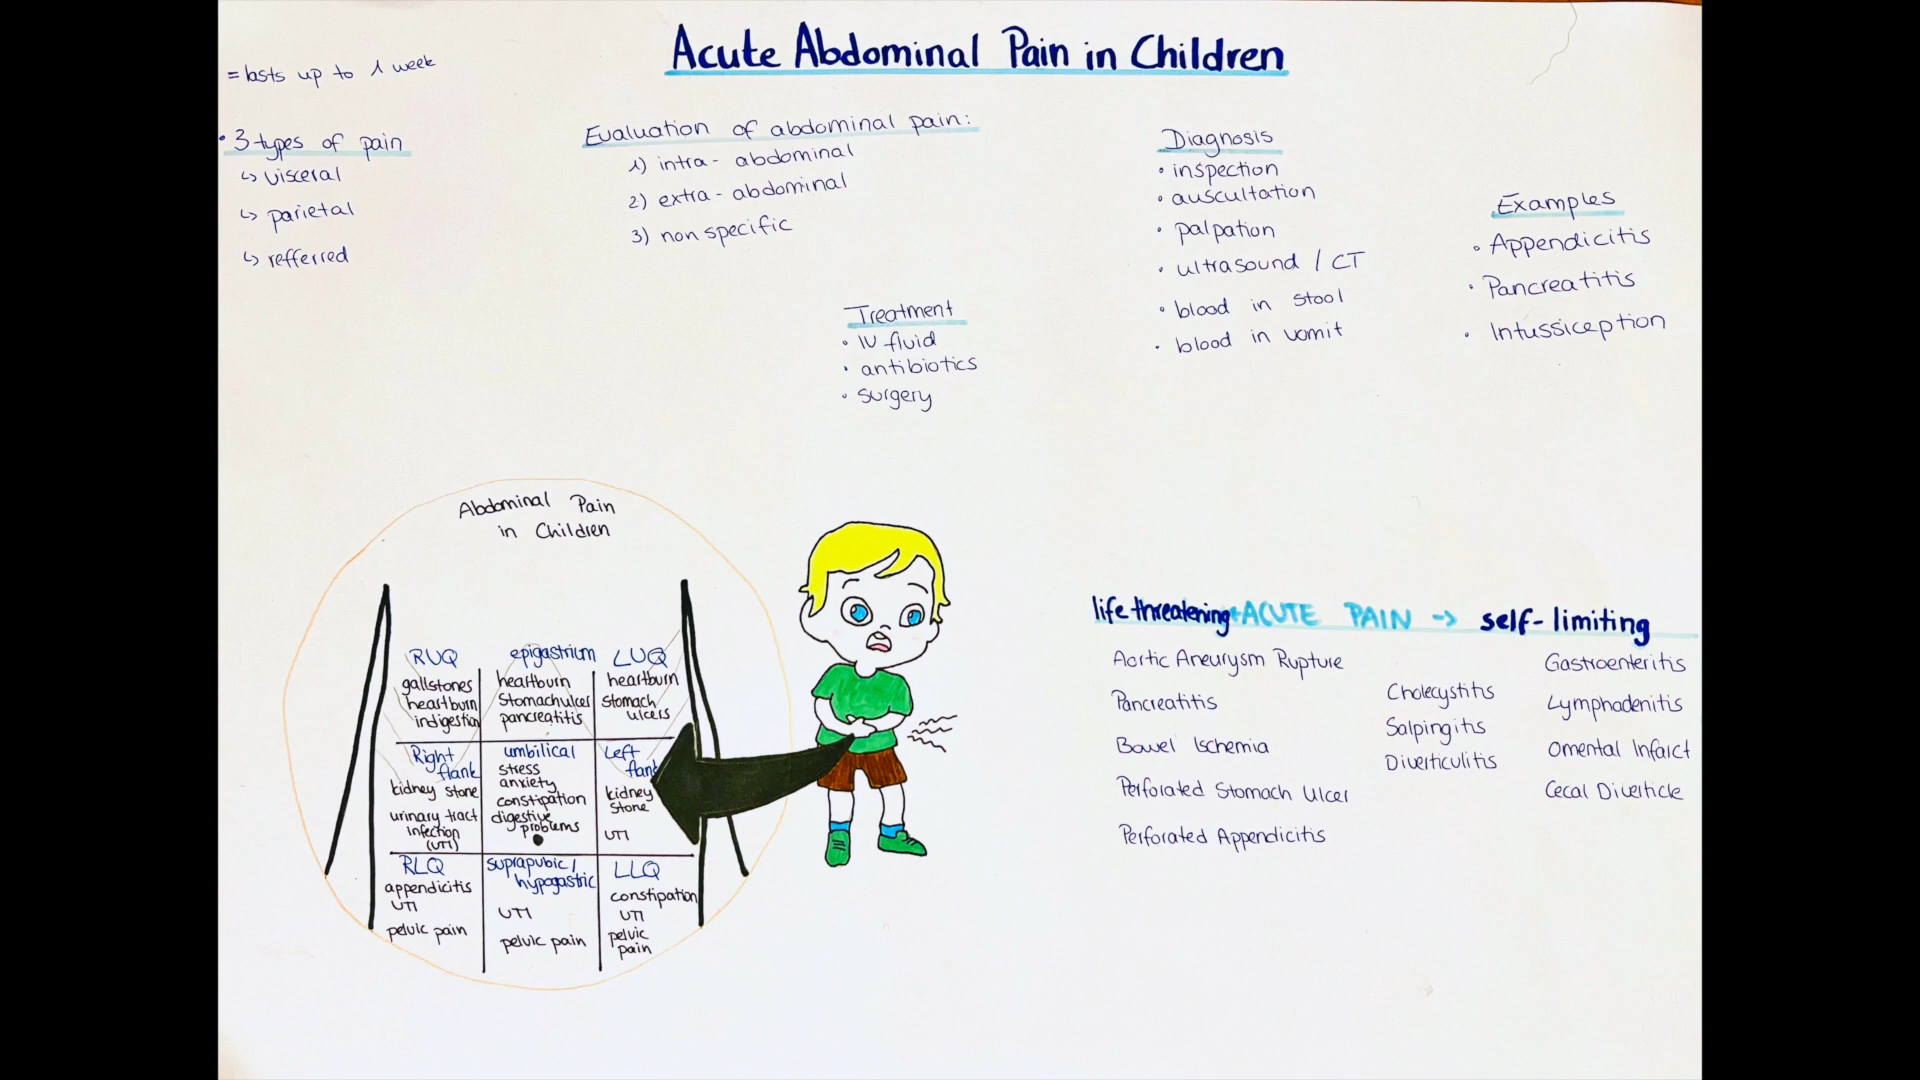 Acute Abdominal Pain in Children
= lasts up to 1 week
• 3 types of pain
↳ visceral
↳ parietal
↳ refferred
Evaluation of abdominal pain:
1) intra- abdominal
2) extra- abdominal
3) non specific
Treatment
• IV fluid
• antibiotics
• surgery
Diagnosis
• inspection
• auscultation
• palpation
• ultrasound / CT
• blood in stool
• blood in vomit
Examples
• Appendicitis
• Pancreatitis
• Intussiception
Abdominal Pain
in Children
RUQ
gallstones
heartburn
indigestion
epigastrium
heartburn
Stomachulcer
pancreatitis
LUQ
heartburn
stomach
ulcers
Right
flank
kidney stone
urinary tract
infection
(UTI)
umbilical
stress
anxiety
constipation
digestive
problems
Left
flank
kidney
stone
UTI
RLQ
appendicitis
UTI
pelvic pain
suprapubic/
hypogastric
UTI
pelvic pain
LLQ
constipation
UTI
pelvic
pain
life threatening ← ACUTE PAIN → self-limiting
Aortic Aneurysm Rupture
Pancreatitis
Bowel Ischemia
Perforated Stomach Ulcer
Perforated Appendicitis
Cholecystitis
Salpingitis
Diverticulitis
Gastroenteritis
Lymphadenitis
Omental Infarct
Cecal Diverticle